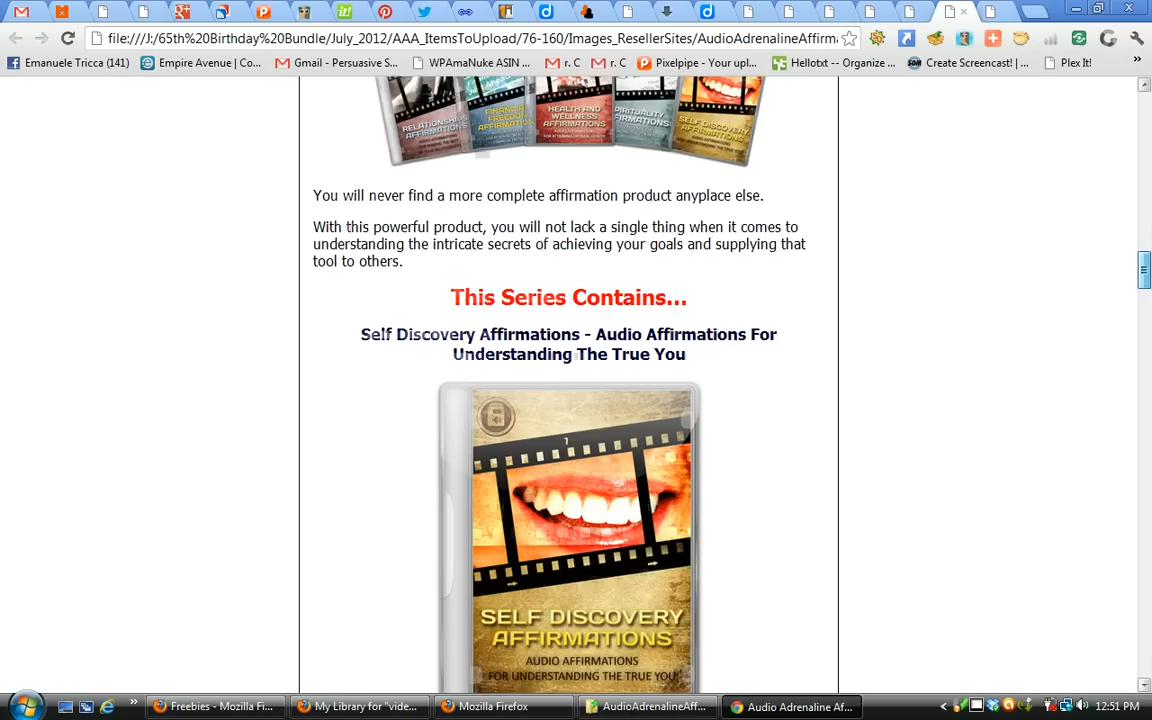 file:///J:/65th%20Birthday%20Bundle/July_2012/AAA_ItemsToUpload/76-160/Images_ResellerSites/AudioAdrenalineAffirm
Emanuele Tricca (141)
Empire Avenue | Co...
Gmail - Persuasive S...
WPAmaNuke ASIN ...
r. C
r. C
Pixelpipe - Your upl...
Hellotxt -- Organize ...
Create Screencast! | ...
Plex It!
»
RELATIONSHIPS
AFFIRMATIONS
FINANCIAL
FREEDOM
AFFIRMATIONS
HEALTH AND
WELLNESS
AFFIRMATIONS
SPIRITUALITY
AFFIRMATIONS
SELF DISCOVERY
AFFIRMATIONS
You will never find a more complete affirmation product anyplace else.
With this powerful product, you will not lack a single thing when it comes to
understanding the intricate secrets of achieving your goals and supplying that
tool to others.
This Series Contains...
Self Discovery Affirmations - Audio Affirmations For
Understanding The True You
SELF DISCOVERY
AFFIRMATIONS
AUDIO AFFIRMATIONS
FOR UNDERSTANDING THE TRUE YOU
»
Freebies - Mozilla Fi...
My Library for "vide...
Mozilla Firefox
AudioAdrenalineAff...
Audio Adrenaline Af...
12:51 PM